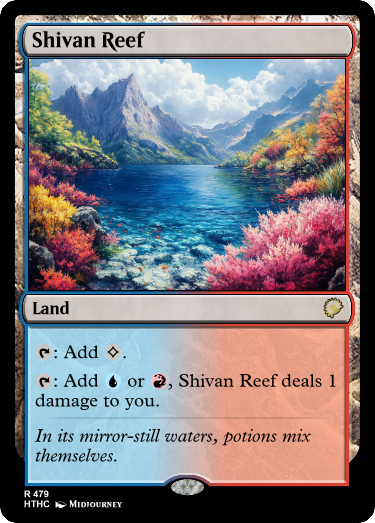 Shivan Reef
Land
: Add .
: Add or , Shivan Reef deals 1
damage to you.
In its mirror-still waters, potions mix
themselves.
R 479
HTHC Midjourney